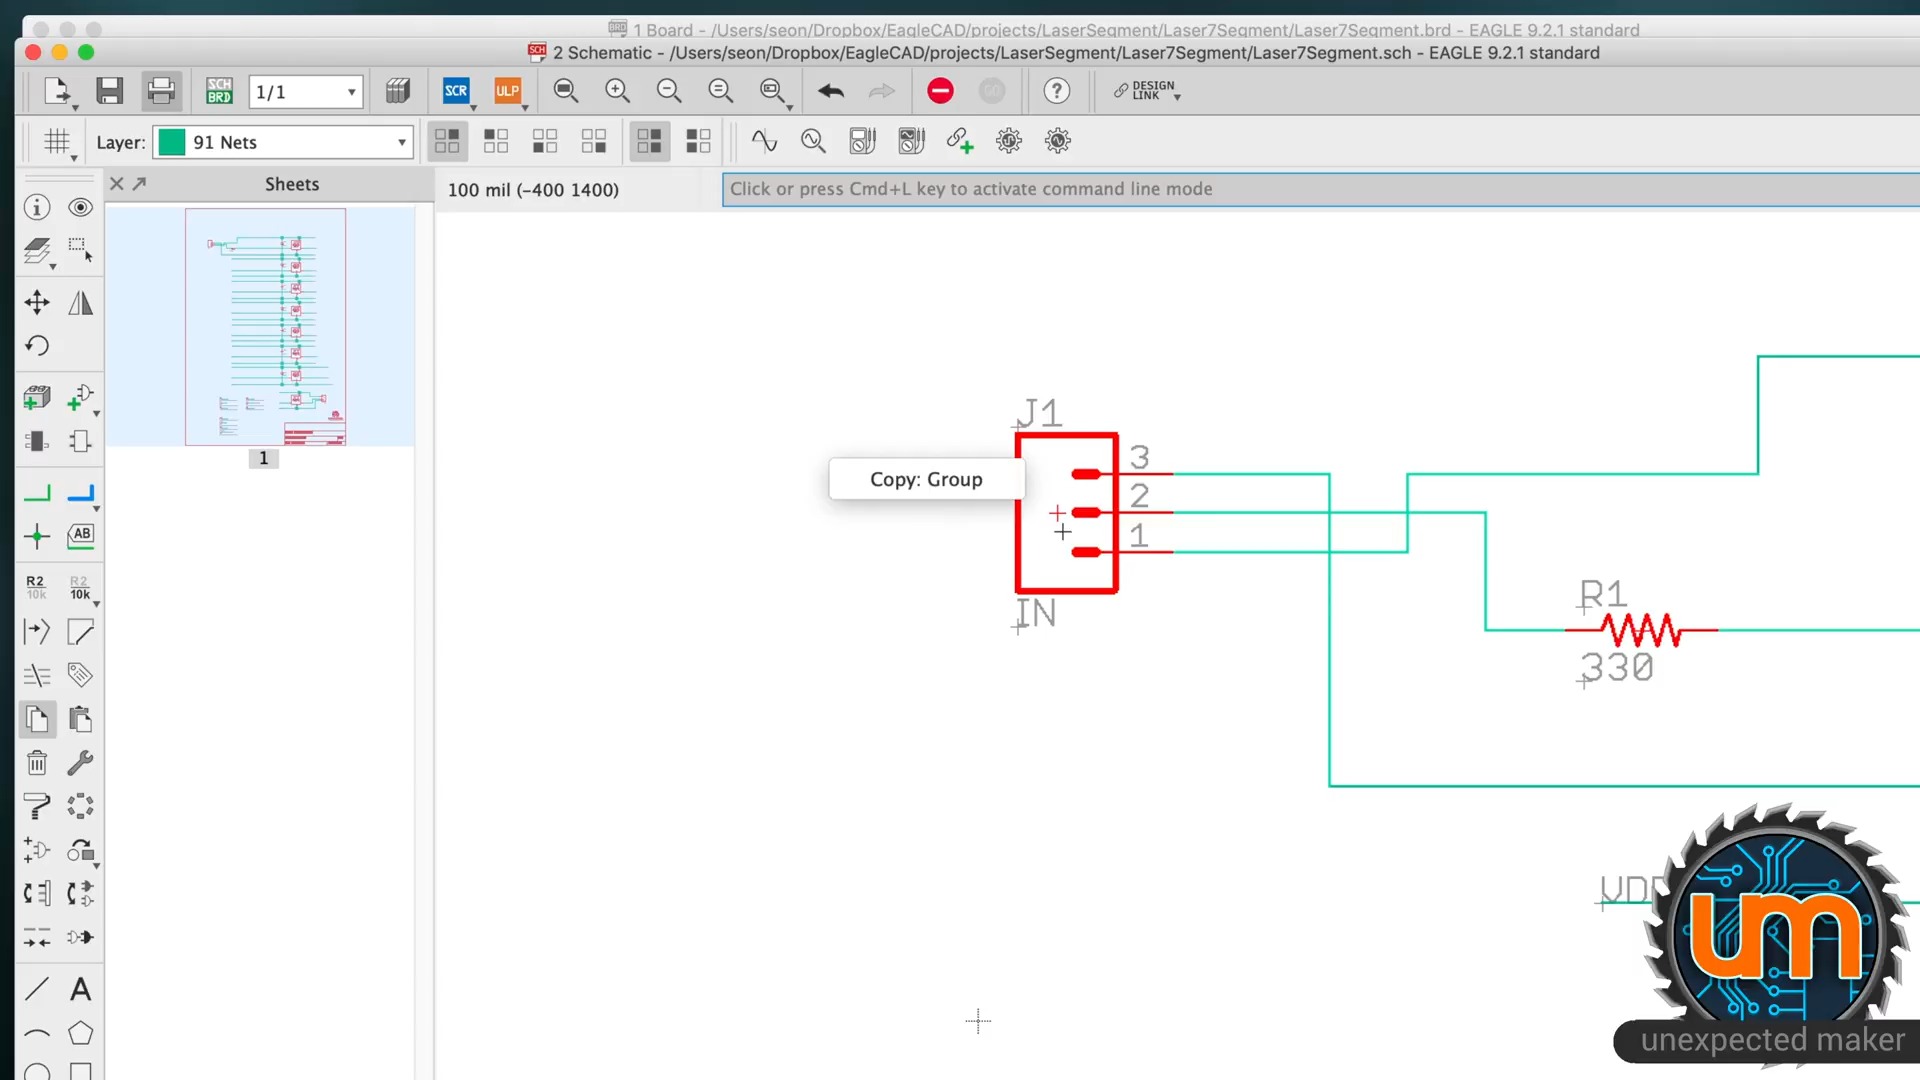 1 Board - /Users/seon/Dropbox/EagleCAD/projects/LaserSegment/Laser7Segment/Laser7Segment.brd - EAGLE 9.2.1 standard
2 Schematic - /Users/seon/Dropbox/EagleCAD/projects/LaserSegment/Laser7Segment/Laser7Segment.sch - EAGLE 9.2.1 standard
SCH BRD
1/1
SCR
ULP
DESIGN LINK
Layer:
91 Nets
Sheets
100 mil (-400 1400)
Click or press Cmd+L key to activate command line mode
1
J1
3
2
1
IN
Copy: Group
R1
330
AB
R2
10k
R2
10k
A
um
unexpected maker